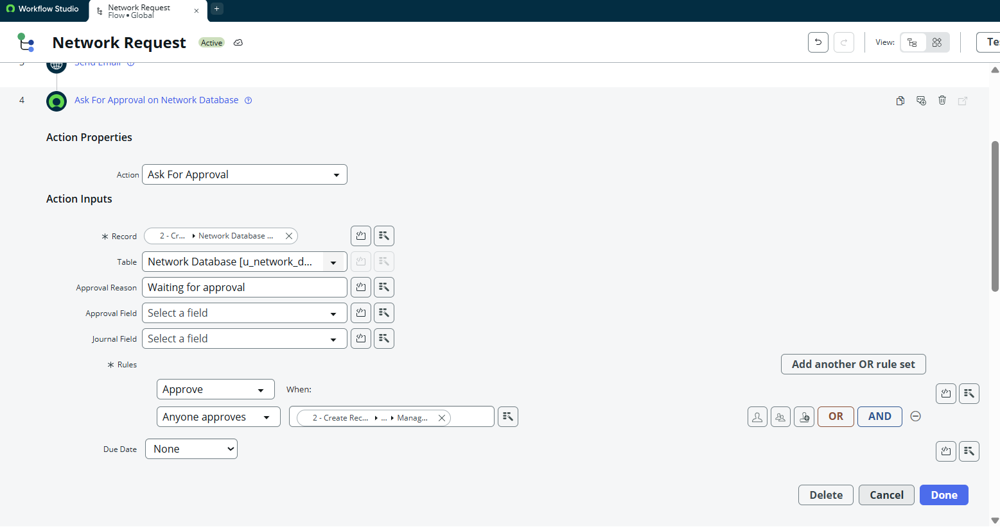 Workflow Studio
Network Request
Flow • Global
Network Request
Active
View:
Tes
3
Send Email
4
Ask For Approval on Network Database
Action Properties
Action
Ask For Approval
Action Inputs
Record
2 - Cr...
Network Database ...
Table
Network Database [u_network_d...
Approval Reason
Waiting for approval
Approval Field
Select a field
Journal Field
Select a field
Rules
Add another OR rule set
Approve
When:
Anyone approves
2 - Create Rec...
...
Manag...
OR
AND
Due Date
None
Delete
Cancel
Done